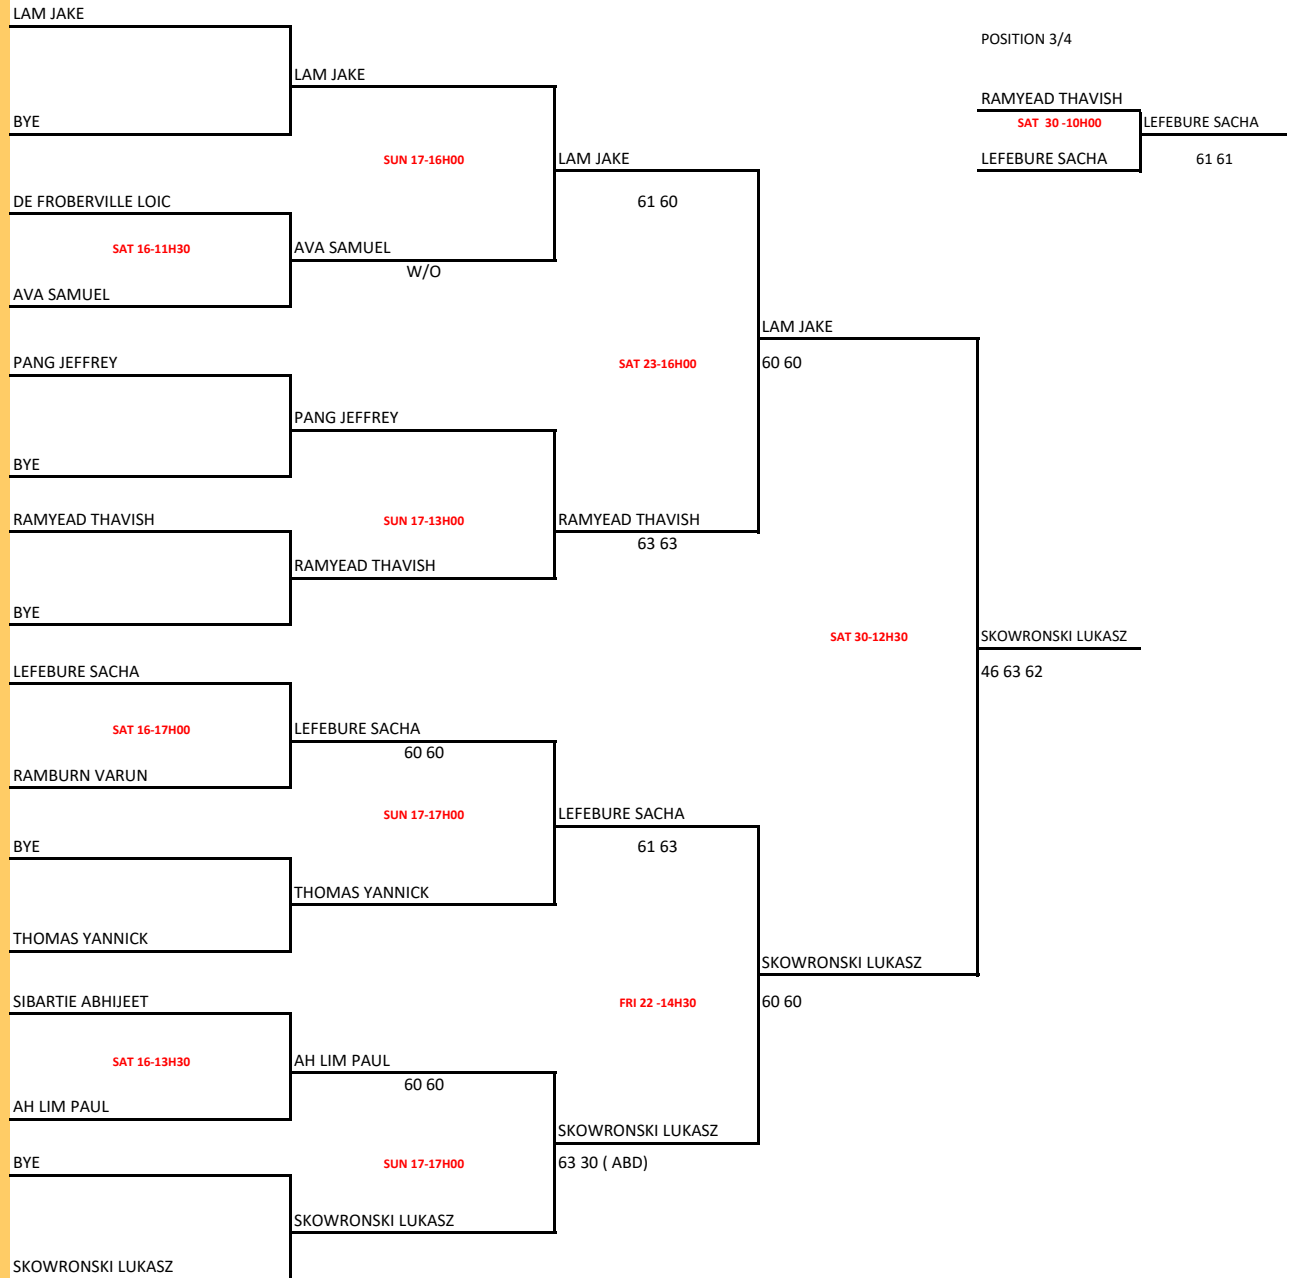 LAM JAKE
POSITION 3/4
LAM JAKE
RAMYEAD THAVISH
BYE
SAT  30 -10H00
LEFEBURE SACHA
SUN 17-16H00
LAM JAKE
LEFEBURE SACHA
61 61
DE FROBERVILLE LOIC
61 60
SAT 16-11H30
AVA SAMUEL
W/O
AVA SAMUEL
LAM JAKE
PANG JEFFREY
SAT 23-16H00
60 60
PANG JEFFREY
BYE
RAMYEAD THAVISH
SUN 17-13H00
RAMYEAD THAVISH
63 63
RAMYEAD THAVISH
BYE
SAT 30-12H30
SKOWRONSKI LUKASZ
LEFEBURE SACHA
46 63 62
SAT 16-17H00
LEFEBURE SACHA
60 60
RAMBURN VARUN
SUN 17-17H00
LEFEBURE SACHA
BYE
61 63
THOMAS YANNICK
THOMAS YANNICK
SKOWRONSKI LUKASZ
SIBARTIE ABHIJEET
FRI 22 -14H30
60 60
SAT 16-13H30
AH LIM PAUL
60 60
AH LIM PAUL
SKOWRONSKI LUKASZ
BYE
SUN 17-17H00
63 30 ( ABD)
SKOWRONSKI LUKASZ
SKOWRONSKI LUKASZ